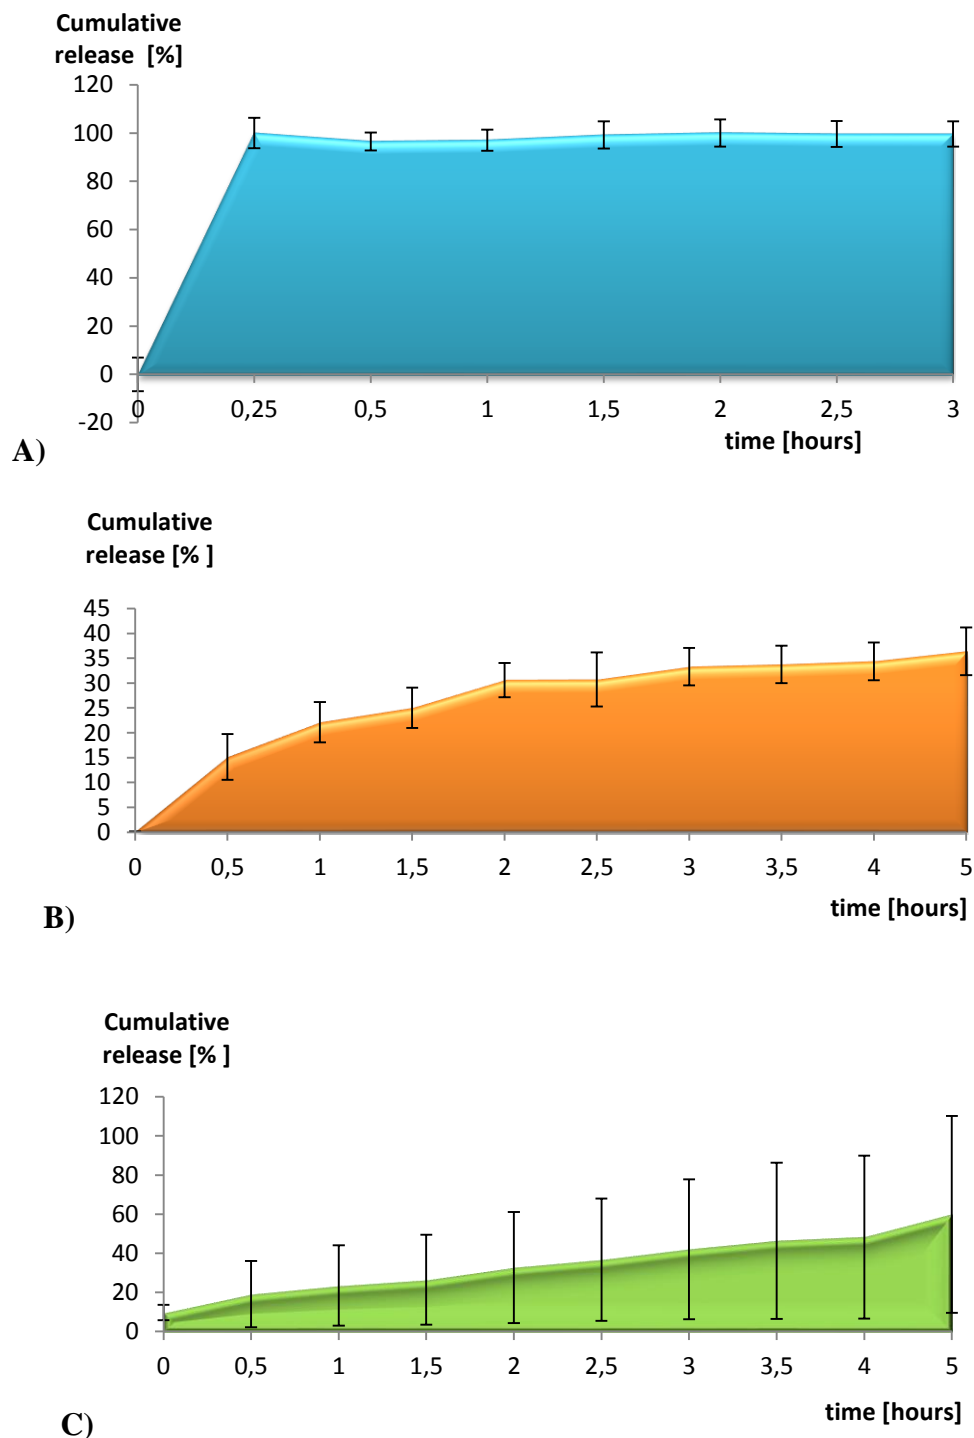 Cumulative
release [%]
120
100
80
60
40
20
0
-20
0 0,25 0,5 1 1,5 2 2,5 3
time [hours]
A)
Cumulative
release [% ]
45
40
35
30
25
20
15
10
5
0
0 0,5 1 1,5 2 2,5 3 3,5 4 5
time [hours]
B)
Cumulative
release [% ]
120
100
80
60
40
20
0
0 0,5 1 1,5 2 2,5 3 3,5 4 5
time [hours]
C)